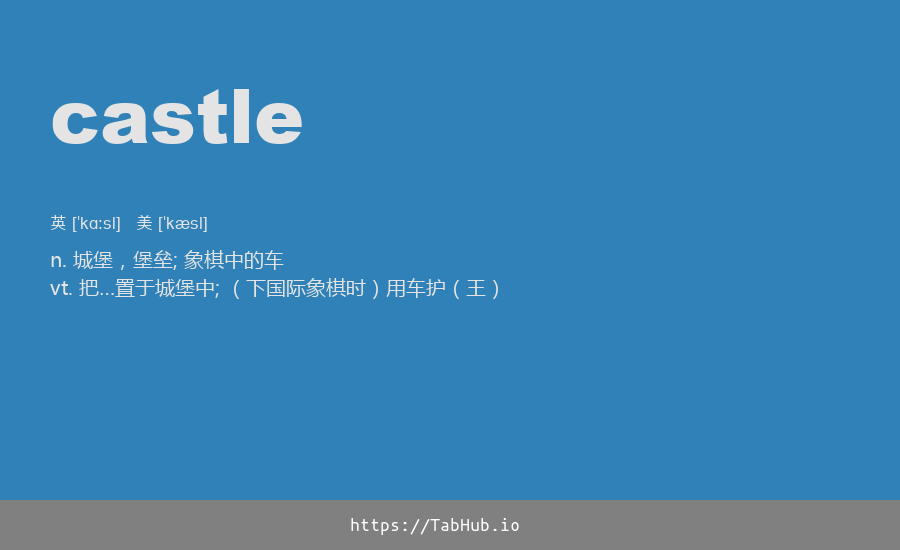 castle
英 ['kɑːsl] 美 ['kæsl]
n. 城堡，堡垒; 象棋中的车
vt. 把…置于城堡中; （下国际象棋时）用车护（王）
https://TabHub.io